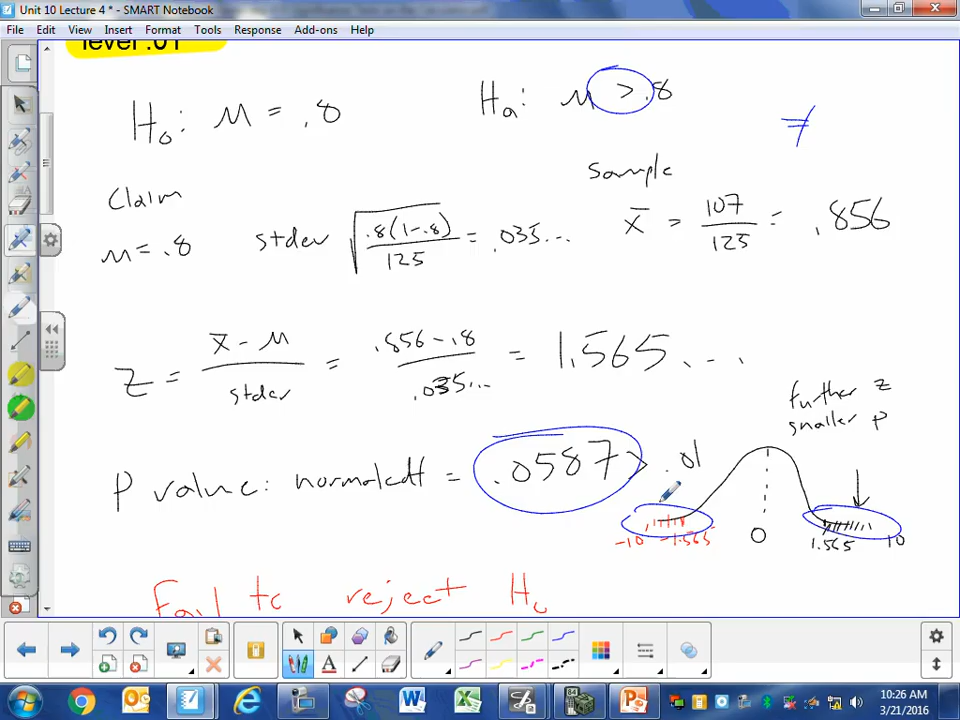 Unit 10 Lecture 4 * - SMART Notebook
File Edit View Insert Format Tools Add-ons Response Help
level .01
H₀: μ = .8
Hₐ: μ > .8
≠
Claim
μ = .8
stdev √(.8(1-.8)/125) = .035...
sample
x̄ = 107/125 = .856
z = (x̄ - μ)/stdev = (.856 - .8)/.035... = 1.565...
further z
smaller p
P value: normalcdf = .0587 > .01
-10 -1.565 0 1.565 10
Fail to reject H₀
10:26 AM
3/21/2016